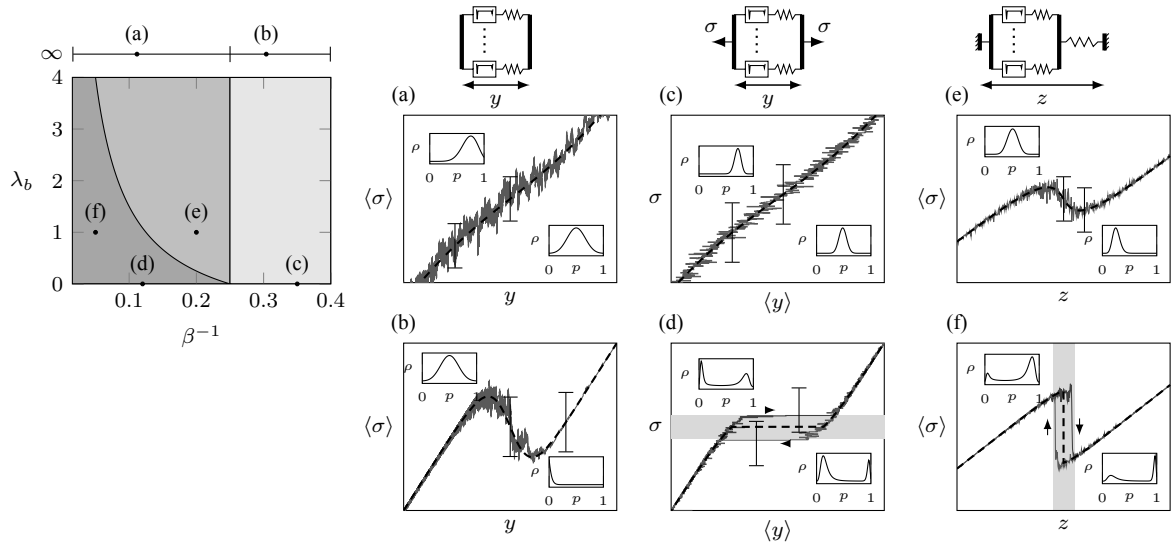 (a) (b)
∞
4
3
λ_b 2
(f) (e)
1
(d) (c)
0
0.1 0.2 0.3 0.4
β⁻¹
y
σ σ
y
z
(a) (c) (e)
ρ
0 p 1
⟨σ⟩
ρ
0 p 1
y
ρ
0 p 1
σ
ρ
0 p 1
⟨y⟩
ρ
0 p 1
⟨σ⟩
ρ
0 p 1
z
(b) (d) (f)
ρ
0 p 1
⟨σ⟩
ρ
0 p 1
y
ρ
0 p 1
σ
ρ
0 p 1
⟨y⟩
ρ
0 p 1
⟨σ⟩
ρ
0 p 1
z